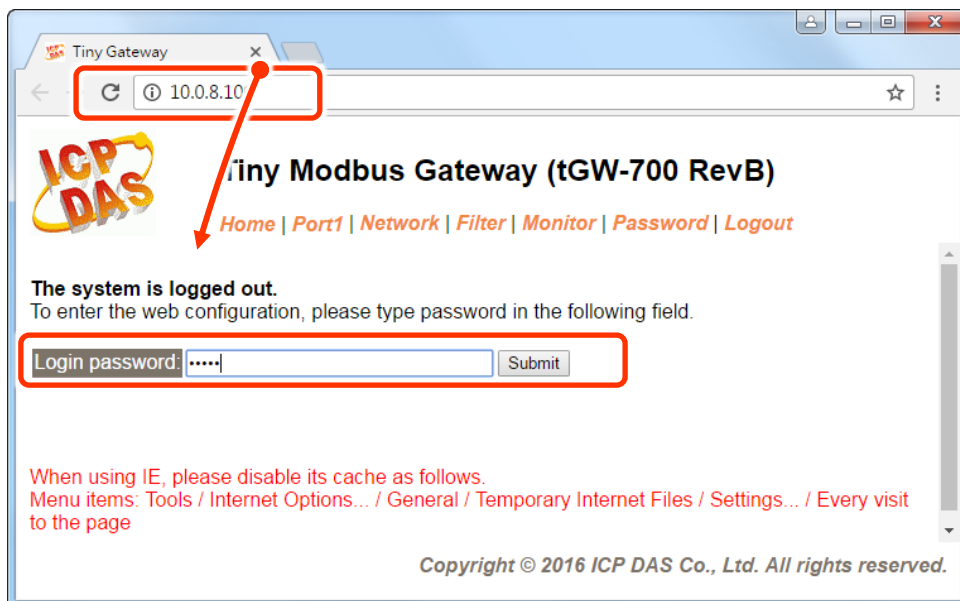 Tiny Gateway
10.0.8.10
ICP DAS
Tiny Modbus Gateway (tGW-700 RevB)
Home | Port1 | Network | Filter | Monitor | Password | Logout
The system is logged out.
To enter the web configuration, please type password in the following field.
Login password: ••••• Submit
When using IE, please disable its cache as follows.
Menu items: Tools / Internet Options... / General / Temporary Internet Files / Settings... / Every visit
to the page
Copyright © 2016 ICP DAS Co., Ltd. All rights reserved.